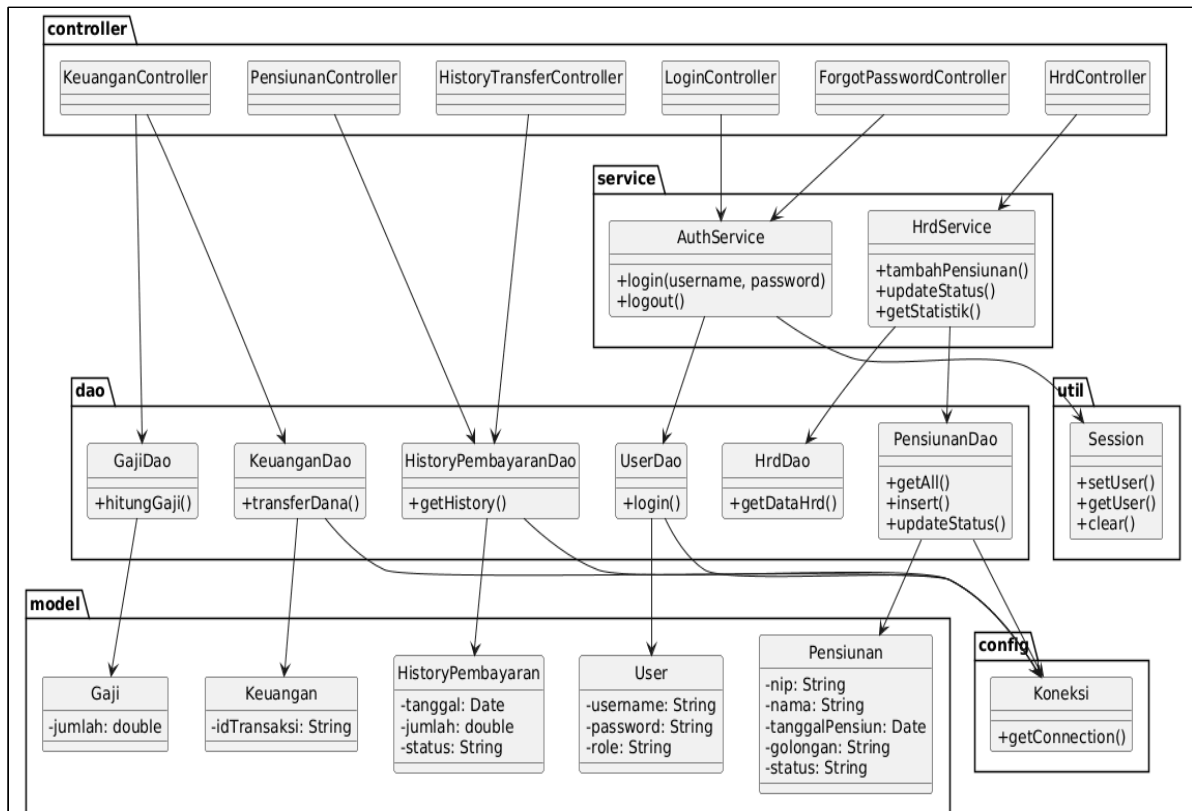 controller
KeuanganController
PensiunanController
HistoryTransferController
LoginController
ForgotPasswordController
HrdController
service
AuthService
+login(username, password)
+logout()
HrdService
+tambahPensiunan()
+updateStatus()
+getStatistik()
dao
GajiDao
+hitungGaji()
KeuanganDao
+transferDana()
HistoryPembayaranDao
+getHistory()
UserDao
+login()
HrdDao
+getDataHrd()
PensiunanDao
+getAll()
+insert()
+updateStatus()
util
Session
+setUser()
+getUser()
+clear()
model
Gaji
-jumlah: double
Keuangan
-idTransaksi: String
HistoryPembayaran
-tanggal: Date
-jumlah: double
-status: String
User
-username: String
-password: String
-role: String
Pensiunan
-nip: String
-nama: String
-tanggalPensiun: Date
-golongan: String
-status: String
config
Koneksi
+getConnection()